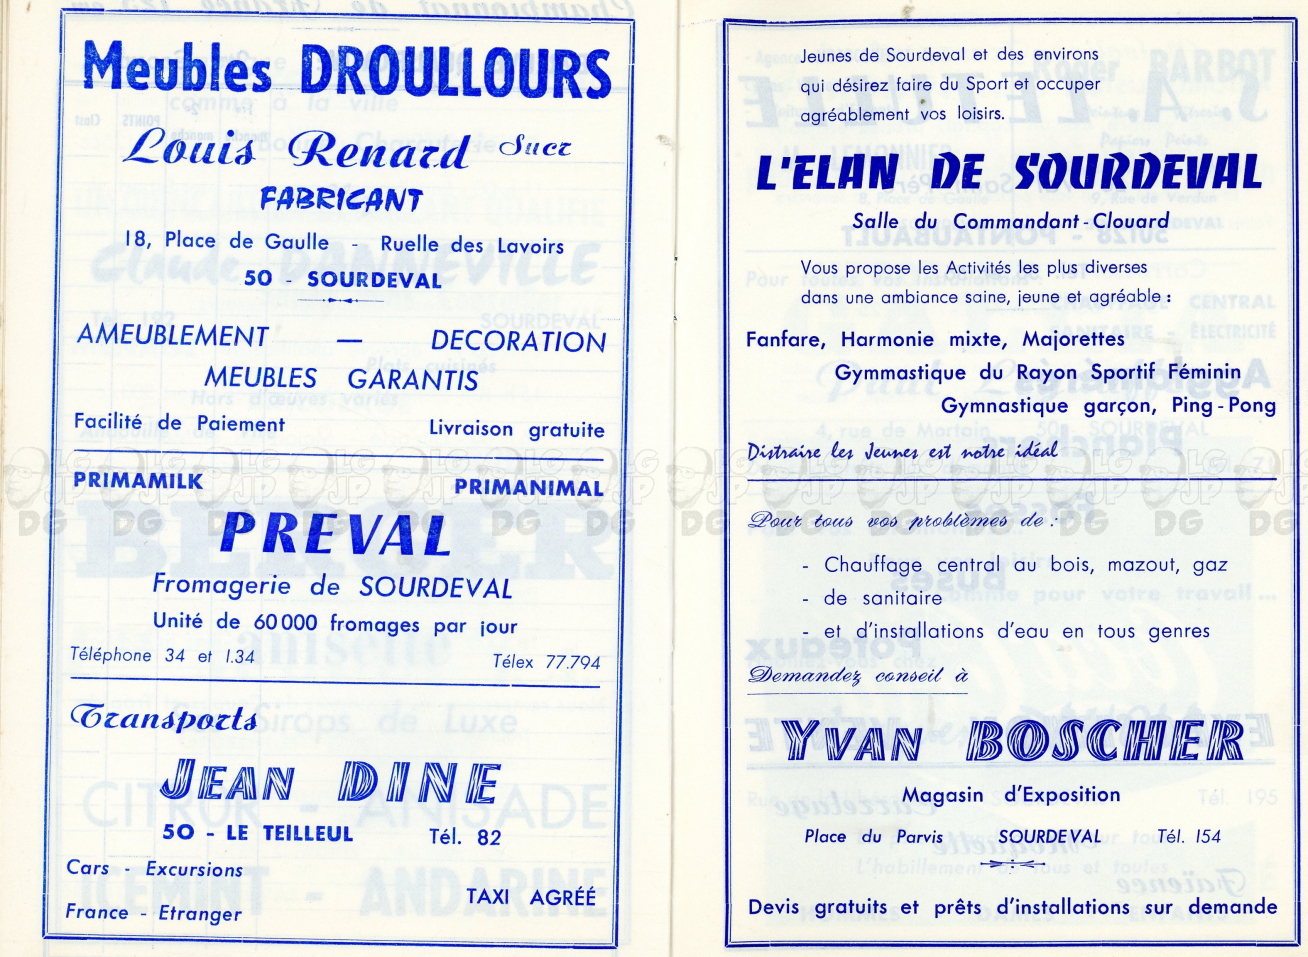 Meubles DROULLOURS
Louis Renard Sucr
FABRICANT
18, Place de Gaulle - Ruelle des Lavoirs
50 - SOURDEVAL
AMEUBLEMENT — DECORATION
MEUBLES GARANTIS
Facilité de Paiement Livraison gratuite
PRIMAMILK PRIMANIMAL
PREVAL
Fromagerie de SOURDEVAL
Unité de 60 000 fromages par jour
Téléphone 34 et 1.34 Télex 77.794
Transports
JEAN DINE
50 - LE TEILLEUL Tél. 82
Cars - Excursions
TAXI AGRÉÉ
France - Etranger
Jeunes de Sourdeval et des environs
qui désirez faire du Sport et occuper
agréablement vos loisirs.
L'ELAN DE SOURDEVAL
Salle du Commandant-Clouard
Vous propose les Activités les plus diverses
dans une ambiance saine, jeune et agréable :
Fanfare, Harmonie mixte, Majorettes
Gymmastique du Rayon Sportif Féminin
Gymnastique garçon, Ping-Pong
Distraire les Jeunes est notre idéal
Pour tous vos problèmes de :
- Chauffage central au bois, mazout, gaz
- de sanitaire
- et d'installations d'eau en tous genres
Demandez conseil à
YVAN BOSCHER
Magasin d'Exposition
Place du Parvis SOURDEVAL Tél. 154
Devis gratuits et prêts d'installations sur demande